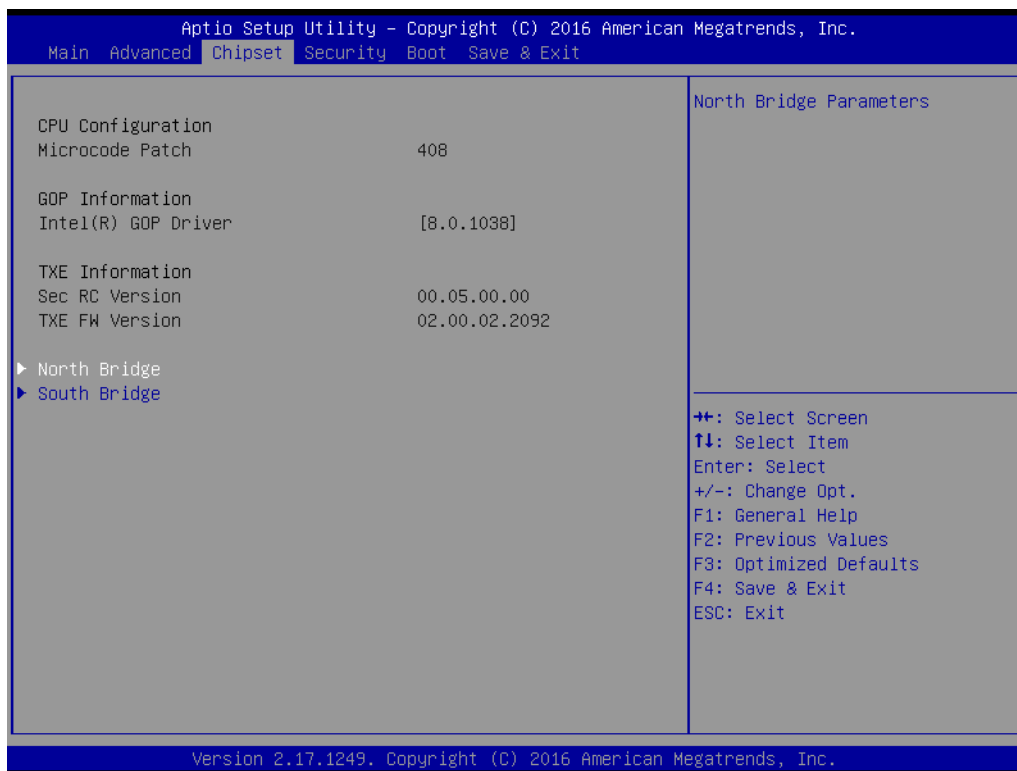 Aptio Setup Utility – Copyright (C) 2016 American Megatrends, Inc.
Main Advanced Chipset Security Boot Save & Exit
CPU Configuration
Microcode Patch 408
GOP Information
Intel(R) GOP Driver [8.0.1038]
TXE Information
Sec RC Version 00.05.00.00
TXE FW Version 02.00.02.2092
▶ North Bridge
▶ South Bridge
North Bridge Parameters
→←: Select Screen
↑↓: Select Item
Enter: Select
+/-: Change Opt.
F1: General Help
F2: Previous Values
F3: Optimized Defaults
F4: Save & Exit
ESC: Exit
Version 2.17.1249. Copyright (C) 2016 American Megatrends, Inc.